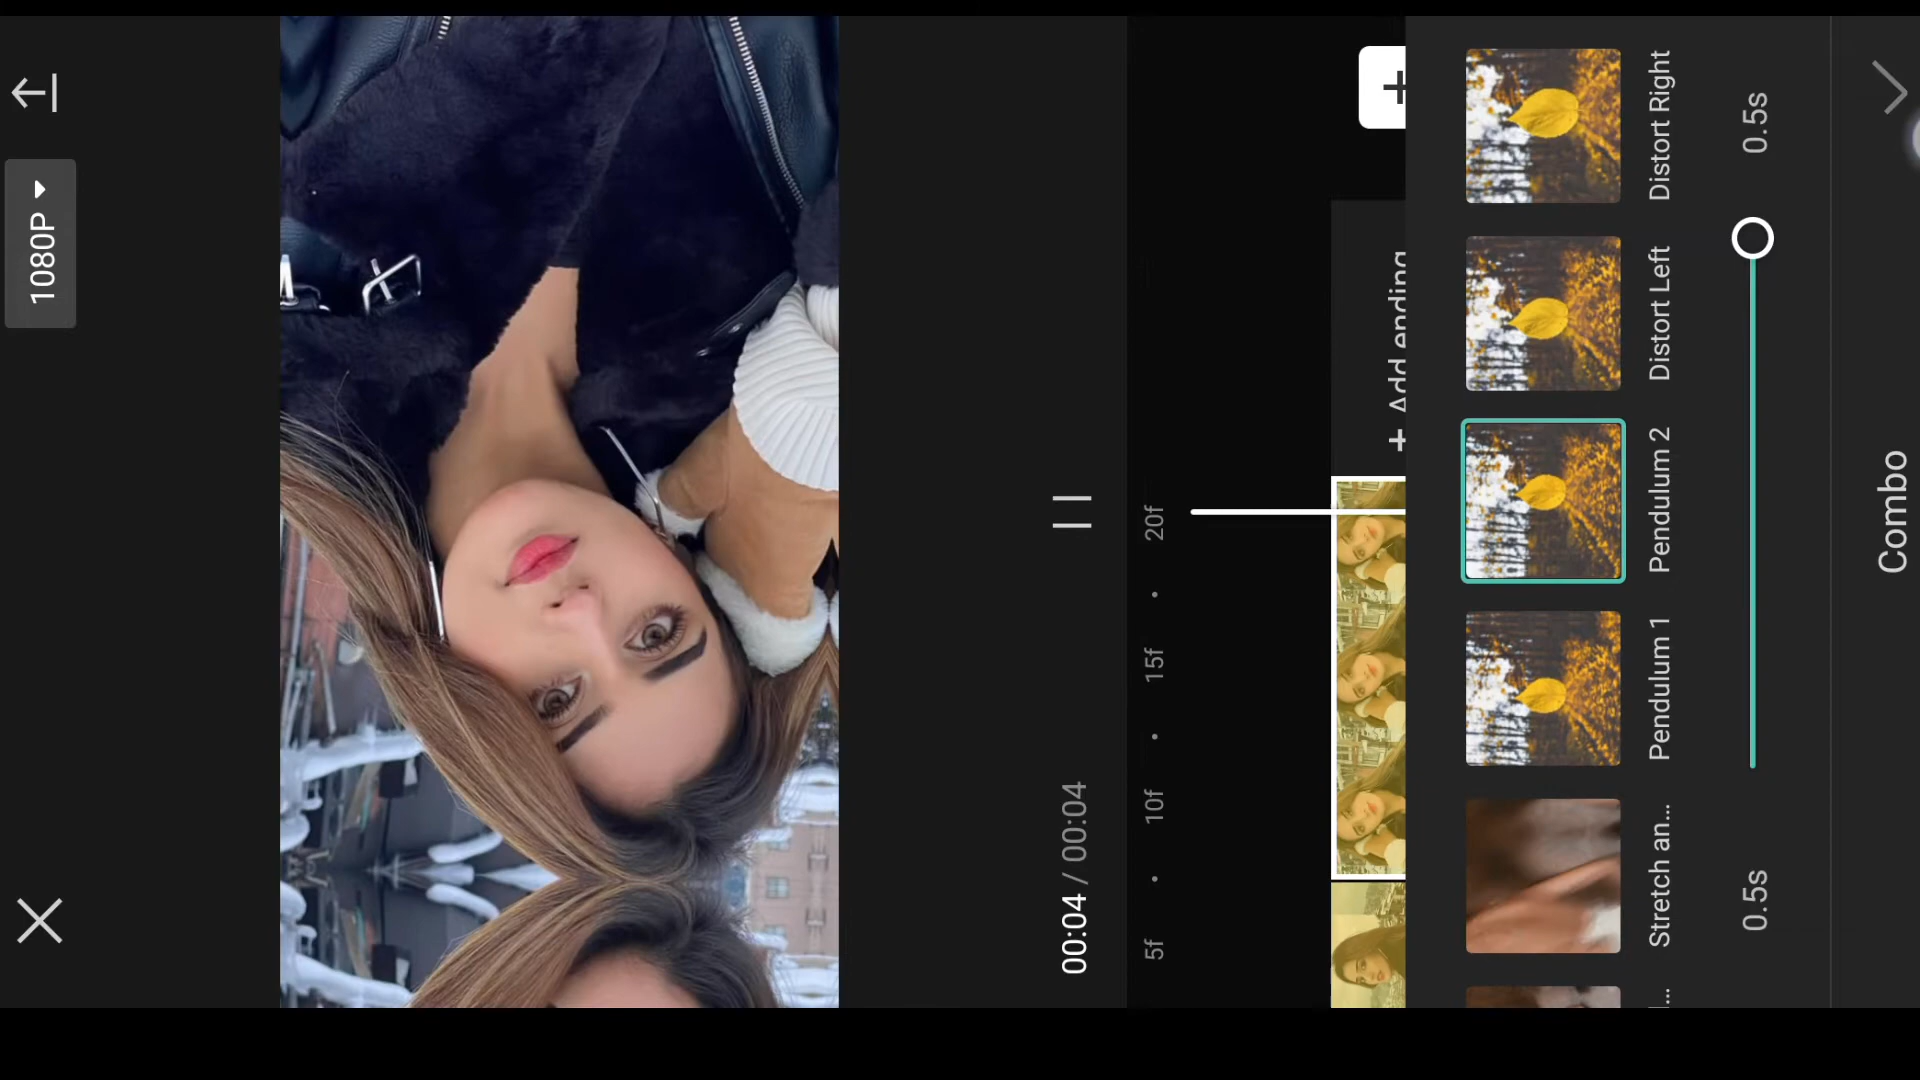 1080P
00:04 / 00:04
5f
10f
15f
20f
+ Add ending
Stretch an...
Pendulum 1
Pendulum 2
Distort Left
Distort Right
0.5s
0.5s
Combo